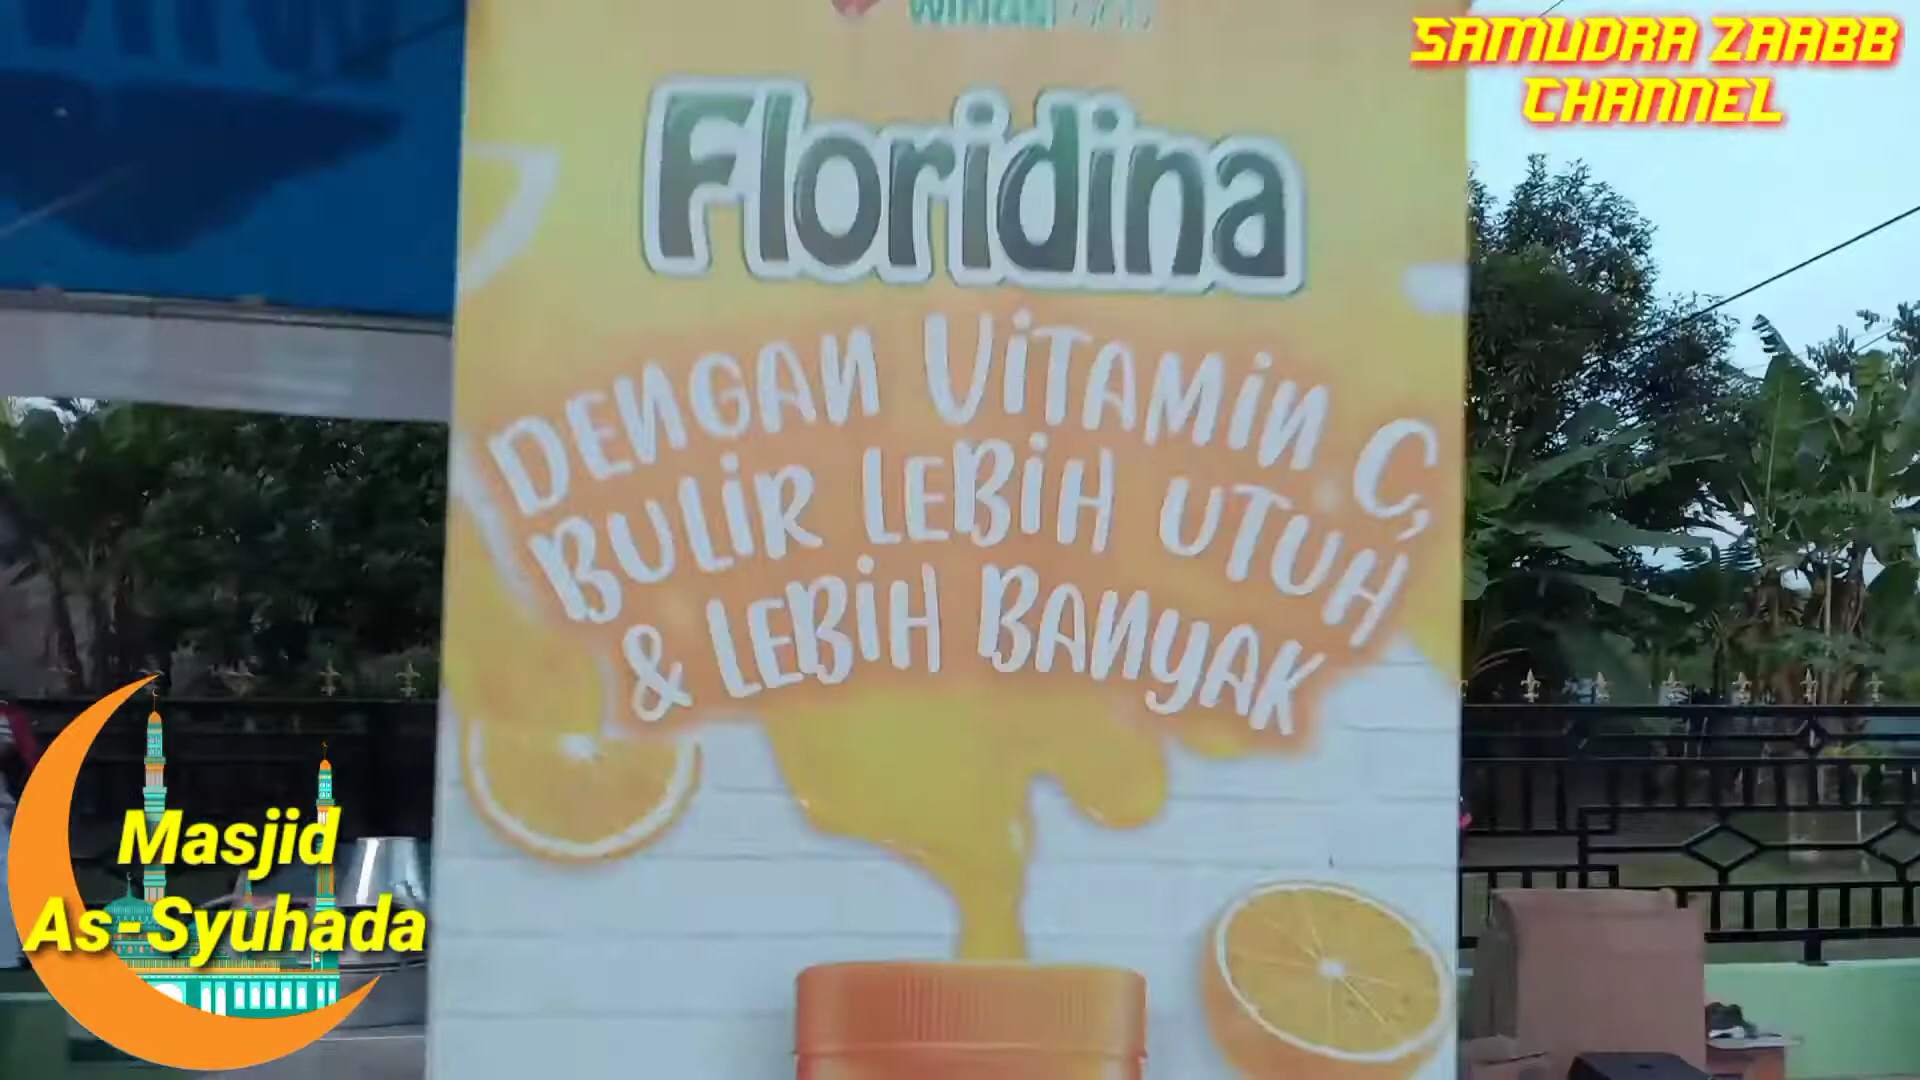 SAMUDRA ZAABB
CHANNEL
Floridina
DENGAN VITAMIN C,
BULIR LEBIH UTUH
& LEBIH BANYAK
Masjid
As-Syuhada